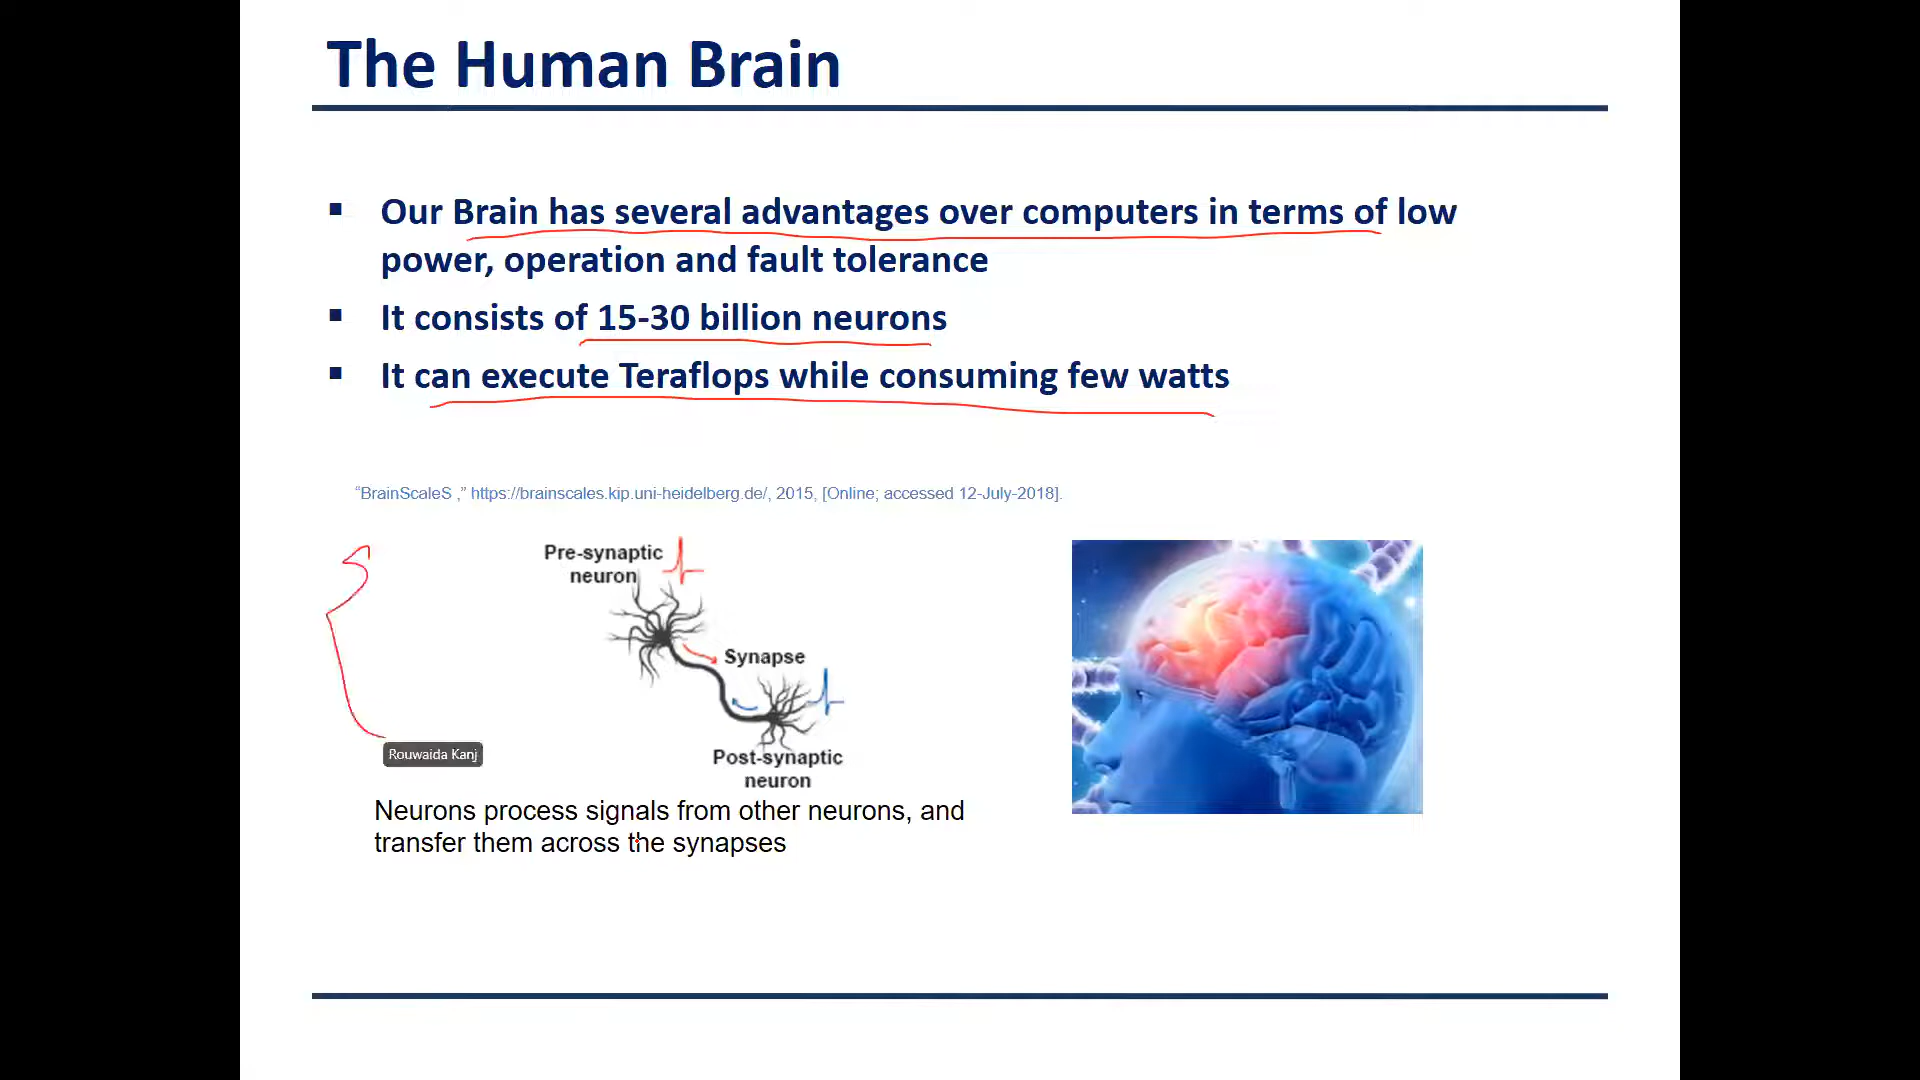 The Human Brain
▪ Our Brain has several advantages over computers in terms of low
power, operation and fault tolerance
▪ It consists of 15-30 billion neurons
▪ It can execute Teraflops while consuming few watts
“BrainScaleS ,” https://brainscales.kip.uni-heidelberg.de/, 2015, [Online; accessed 12-July-2018].
Pre-synaptic
neuron
Synapse
Post-synaptic
neuron
Rouwaida Kanj
Neurons process signals from other neurons, and
transfer them across the synapses